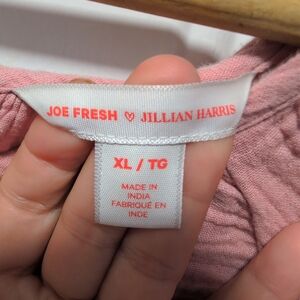 JOE FRESH ♡ JILLIAN HARRIS
XL / TG
MADE IN
INDIA
FABRIQUÉ EN
INDE